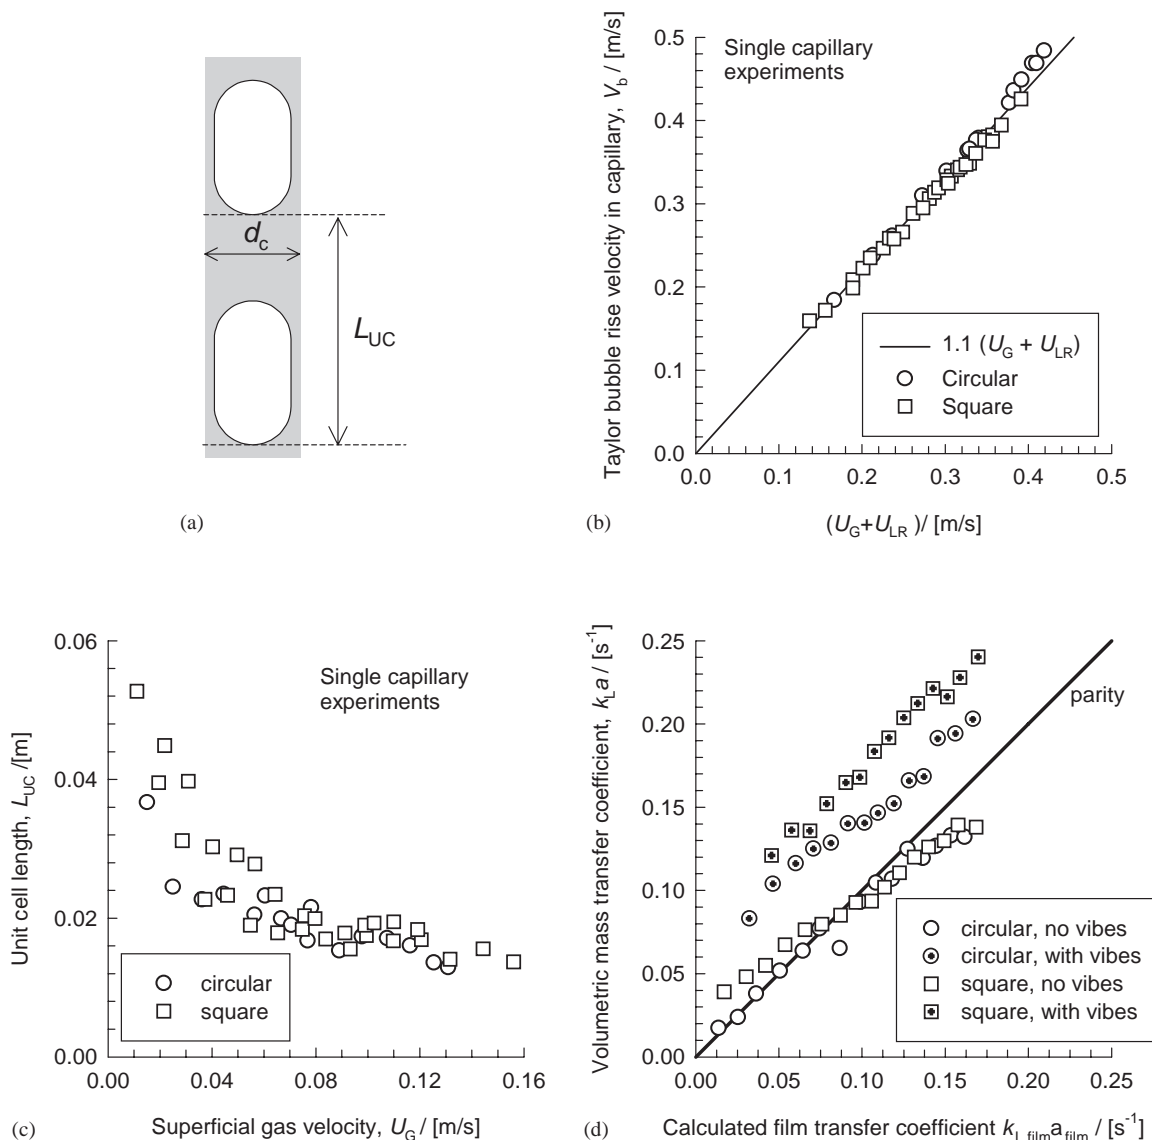 d_c
L_UC
(a)
Taylor bubble rise velocity in capillary, V_b / [m/s]
0.5
0.4
0.3
0.2
0.1
0.0
Single capillary
experiments
1.1 (U_G + U_LR)
Circular
Square
0.0 0.1 0.2 0.3 0.4 0.5
(b) (U_G+U_LR )/ [m/s]
Unit cell length, L_UC /[m]
0.06
0.04
0.02
0.00
Single capillary
experiments
circular
square
0.00 0.04 0.08 0.12 0.16
(c) Superficial gas velocity, U_G / [m/s]
Volumetric mass transfer coefficient, k_L a / [s^-1]
0.25
0.20
0.15
0.10
0.05
0.00
parity
circular, no vibes
circular, with vibes
square, no vibes
square, with vibes
0.00 0.05 0.10 0.15 0.20 0.25
(d) Calculated film transfer coefficient k_L,film a_film / [s^-1]